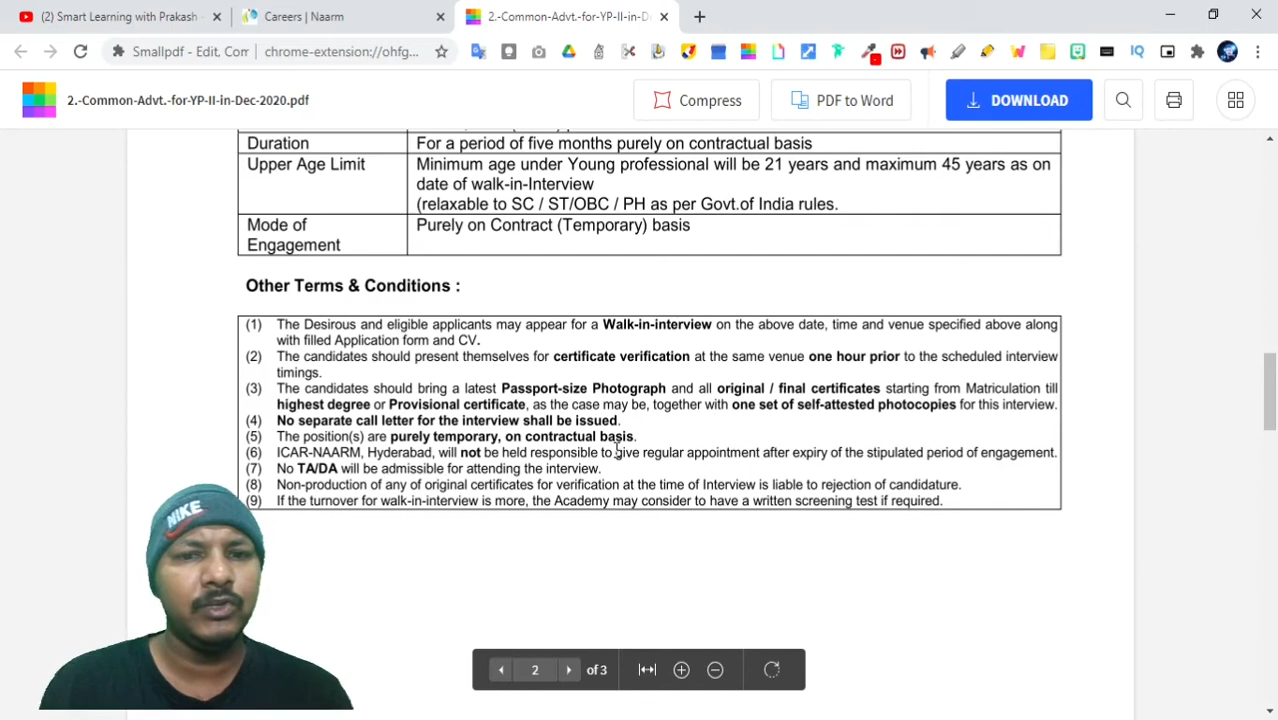 (2) Smart Learning with Prakash
Careers | Naarm
2.-Common-Advt.-for-YP-II-in-De
Smallpdf - Edit, Com
chrome-extension://ohfg...
2.-Common-Advt.-for-YP-II-in-Dec-2020.pdf
Compress
PDF to Word
DOWNLOAD
Duration For a period of five months purely on contractual basis
Upper Age Limit Minimum age under Young professional will be 21 years and maximum 45 years as on
date of walk-in-Interview
(relaxable to SC / ST/OBC / PH as per Govt.of India rules.
Mode of Purely on Contract (Temporary) basis
Engagement
Other Terms & Conditions :
(1) The Desirous and eligible applicants may appear for a Walk-in-interview on the above date, time and venue specified above along
with filled Application form and CV.
(2) The candidates should present themselves for certificate verification at the same venue one hour prior to the scheduled interview
timings.
(3) The candidates should bring a latest Passport-size Photograph and all original / final certificates starting from Matriculation till
highest degree or Provisional certificate, as the case may be, together with one set of self-attested photocopies for this interview.
(4) No separate call letter for the interview shall be issued.
(5) The position(s) are purely temporary, on contractual basis.
(6) ICAR-NAARM, Hyderabad, will not be held responsible to give regular appointment after expiry of the stipulated period of engagement.
(7) No TA/DA will be admissible for attending the interview.
(8) Non-production of any of original certificates for verification at the time of Interview is liable to rejection of candidature.
(9) If the turnover for walk-in-interview is more, the Academy may consider to have a written screening test if required.
NIKE
2 of 3